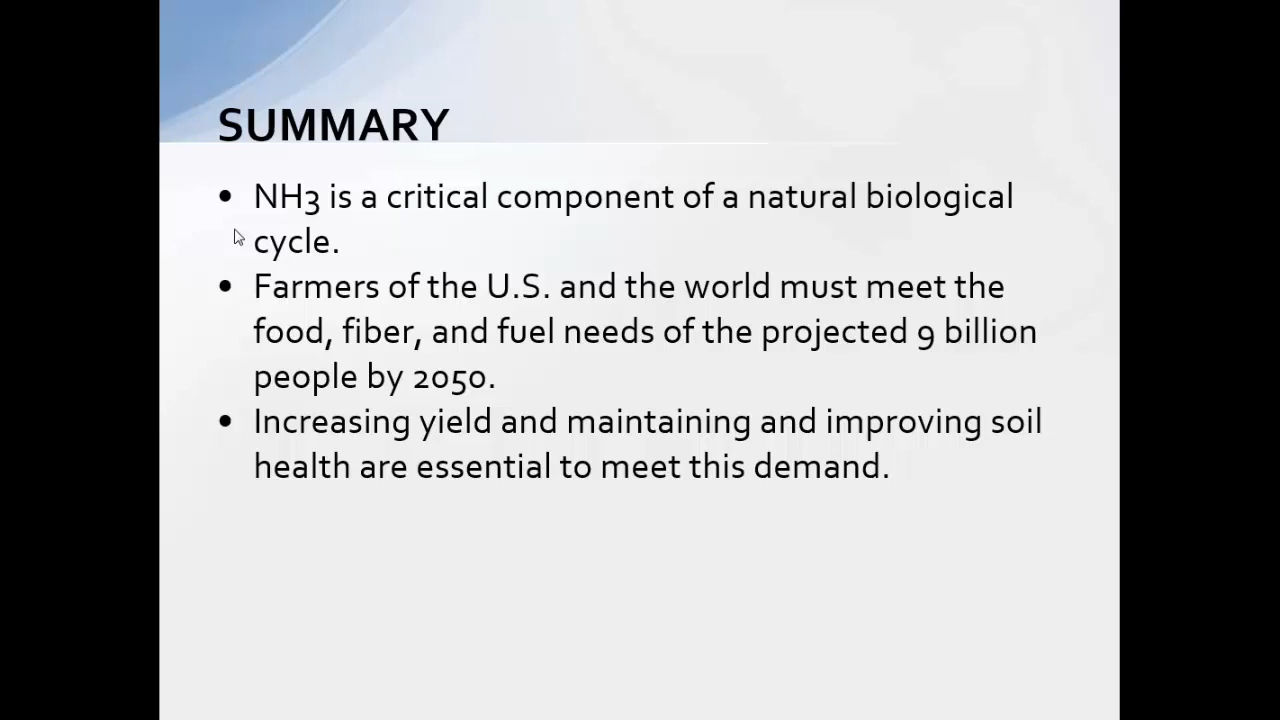 SUMMARY
• NH3 is a critical component of a natural biological
cycle.
• Farmers of the U.S. and the world must meet the
food, fiber, and fuel needs of the projected 9 billion
people by 2050.
• Increasing yield and maintaining and improving soil
health are essential to meet this demand.